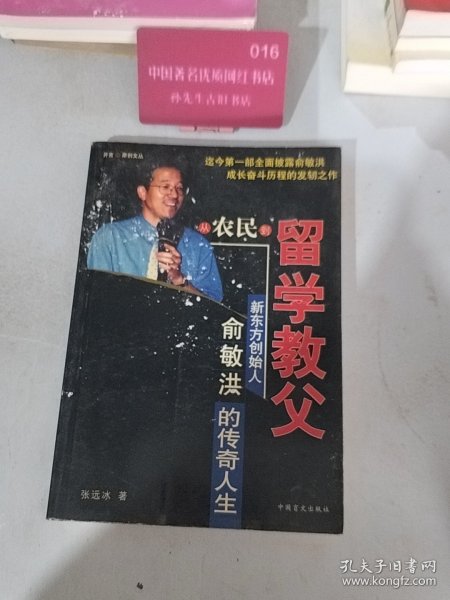 016
中国著名优质网红书店
孙先生古旧书店
迄今第一部全面披露俞敏洪
成长奋斗历程的发轫之作
从农民到
留学教父
新东方创始人
俞敏洪
的传奇人生
张远冰 著
中国盲文出版社
孔夫子旧书网
www.kongfz.com